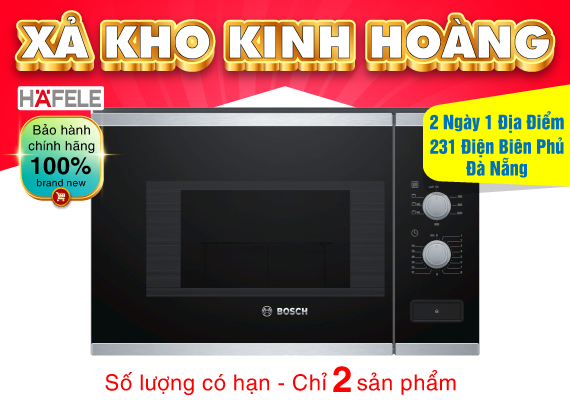 XẢ KHO KINH HOÀNG
HÄFELE
Bảo hành
chính hãng
100%
brand new
2 Ngày 1 Địa Điểm
231 Điện Biên Phủ
Đà Nẵng
BOSCH
Số lượng có hạn - Chỉ 2 sản phẩm